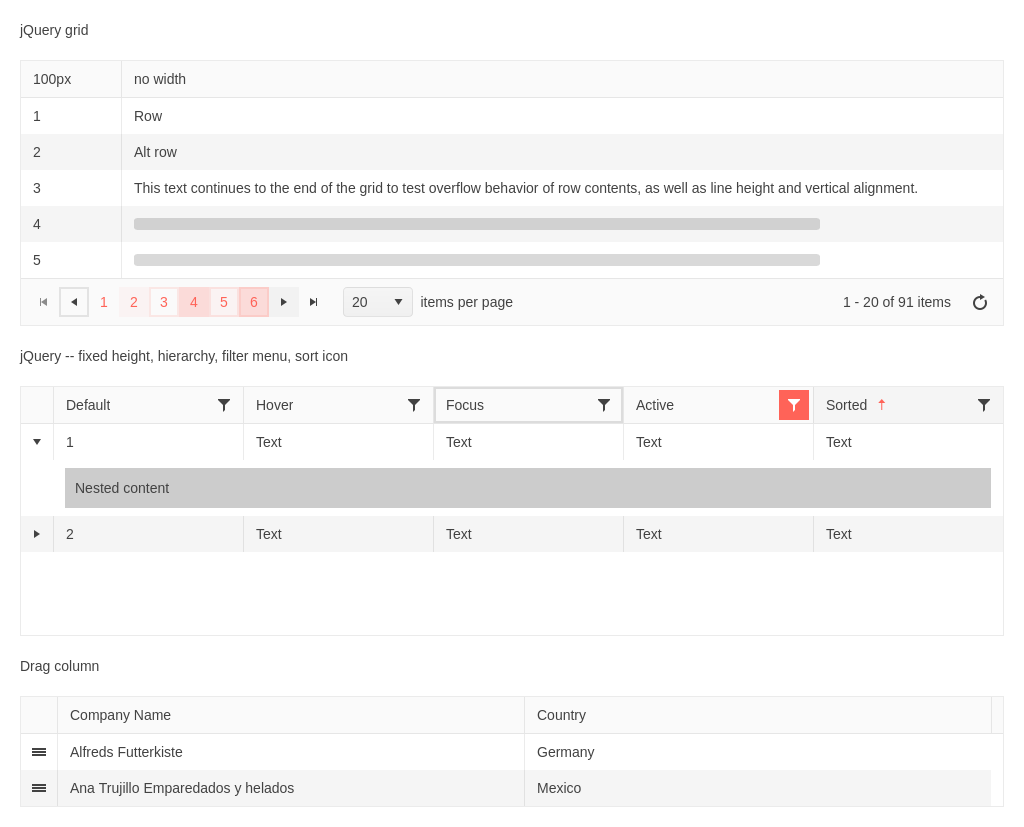 jQuery grid
100px no width
1 Row
2 Alt row
3 This text continues to the end of the grid to test overflow behavior of row contents, as well as line height and vertical alignment.
4
5
1 2 3 4 5 6 20 items per page 1 - 20 of 91 items
jQuery -- fixed height, hierarchy, filter menu, sort icon
Default Hover Focus Active Sorted
1 Text Text Text Text
Nested content
2 Text Text Text Text
Drag column
Company Name Country
Alfreds Futterkiste Germany
Ana Trujillo Emparedados y helados Mexico